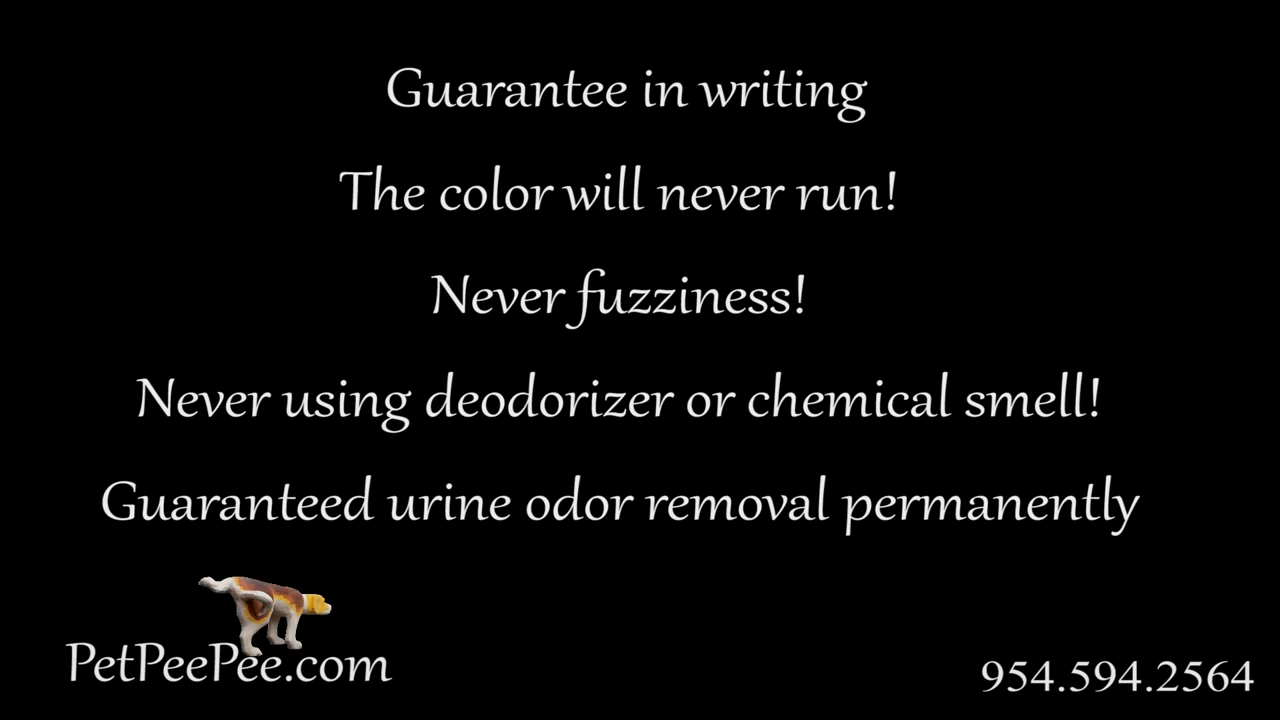 Guarantee in writing
The color will never run!
Never fuzziness!
Never using deodorizer or chemical smell!
Guaranteed urine odor removal permanently
PetPeePee.com
954.594.2564